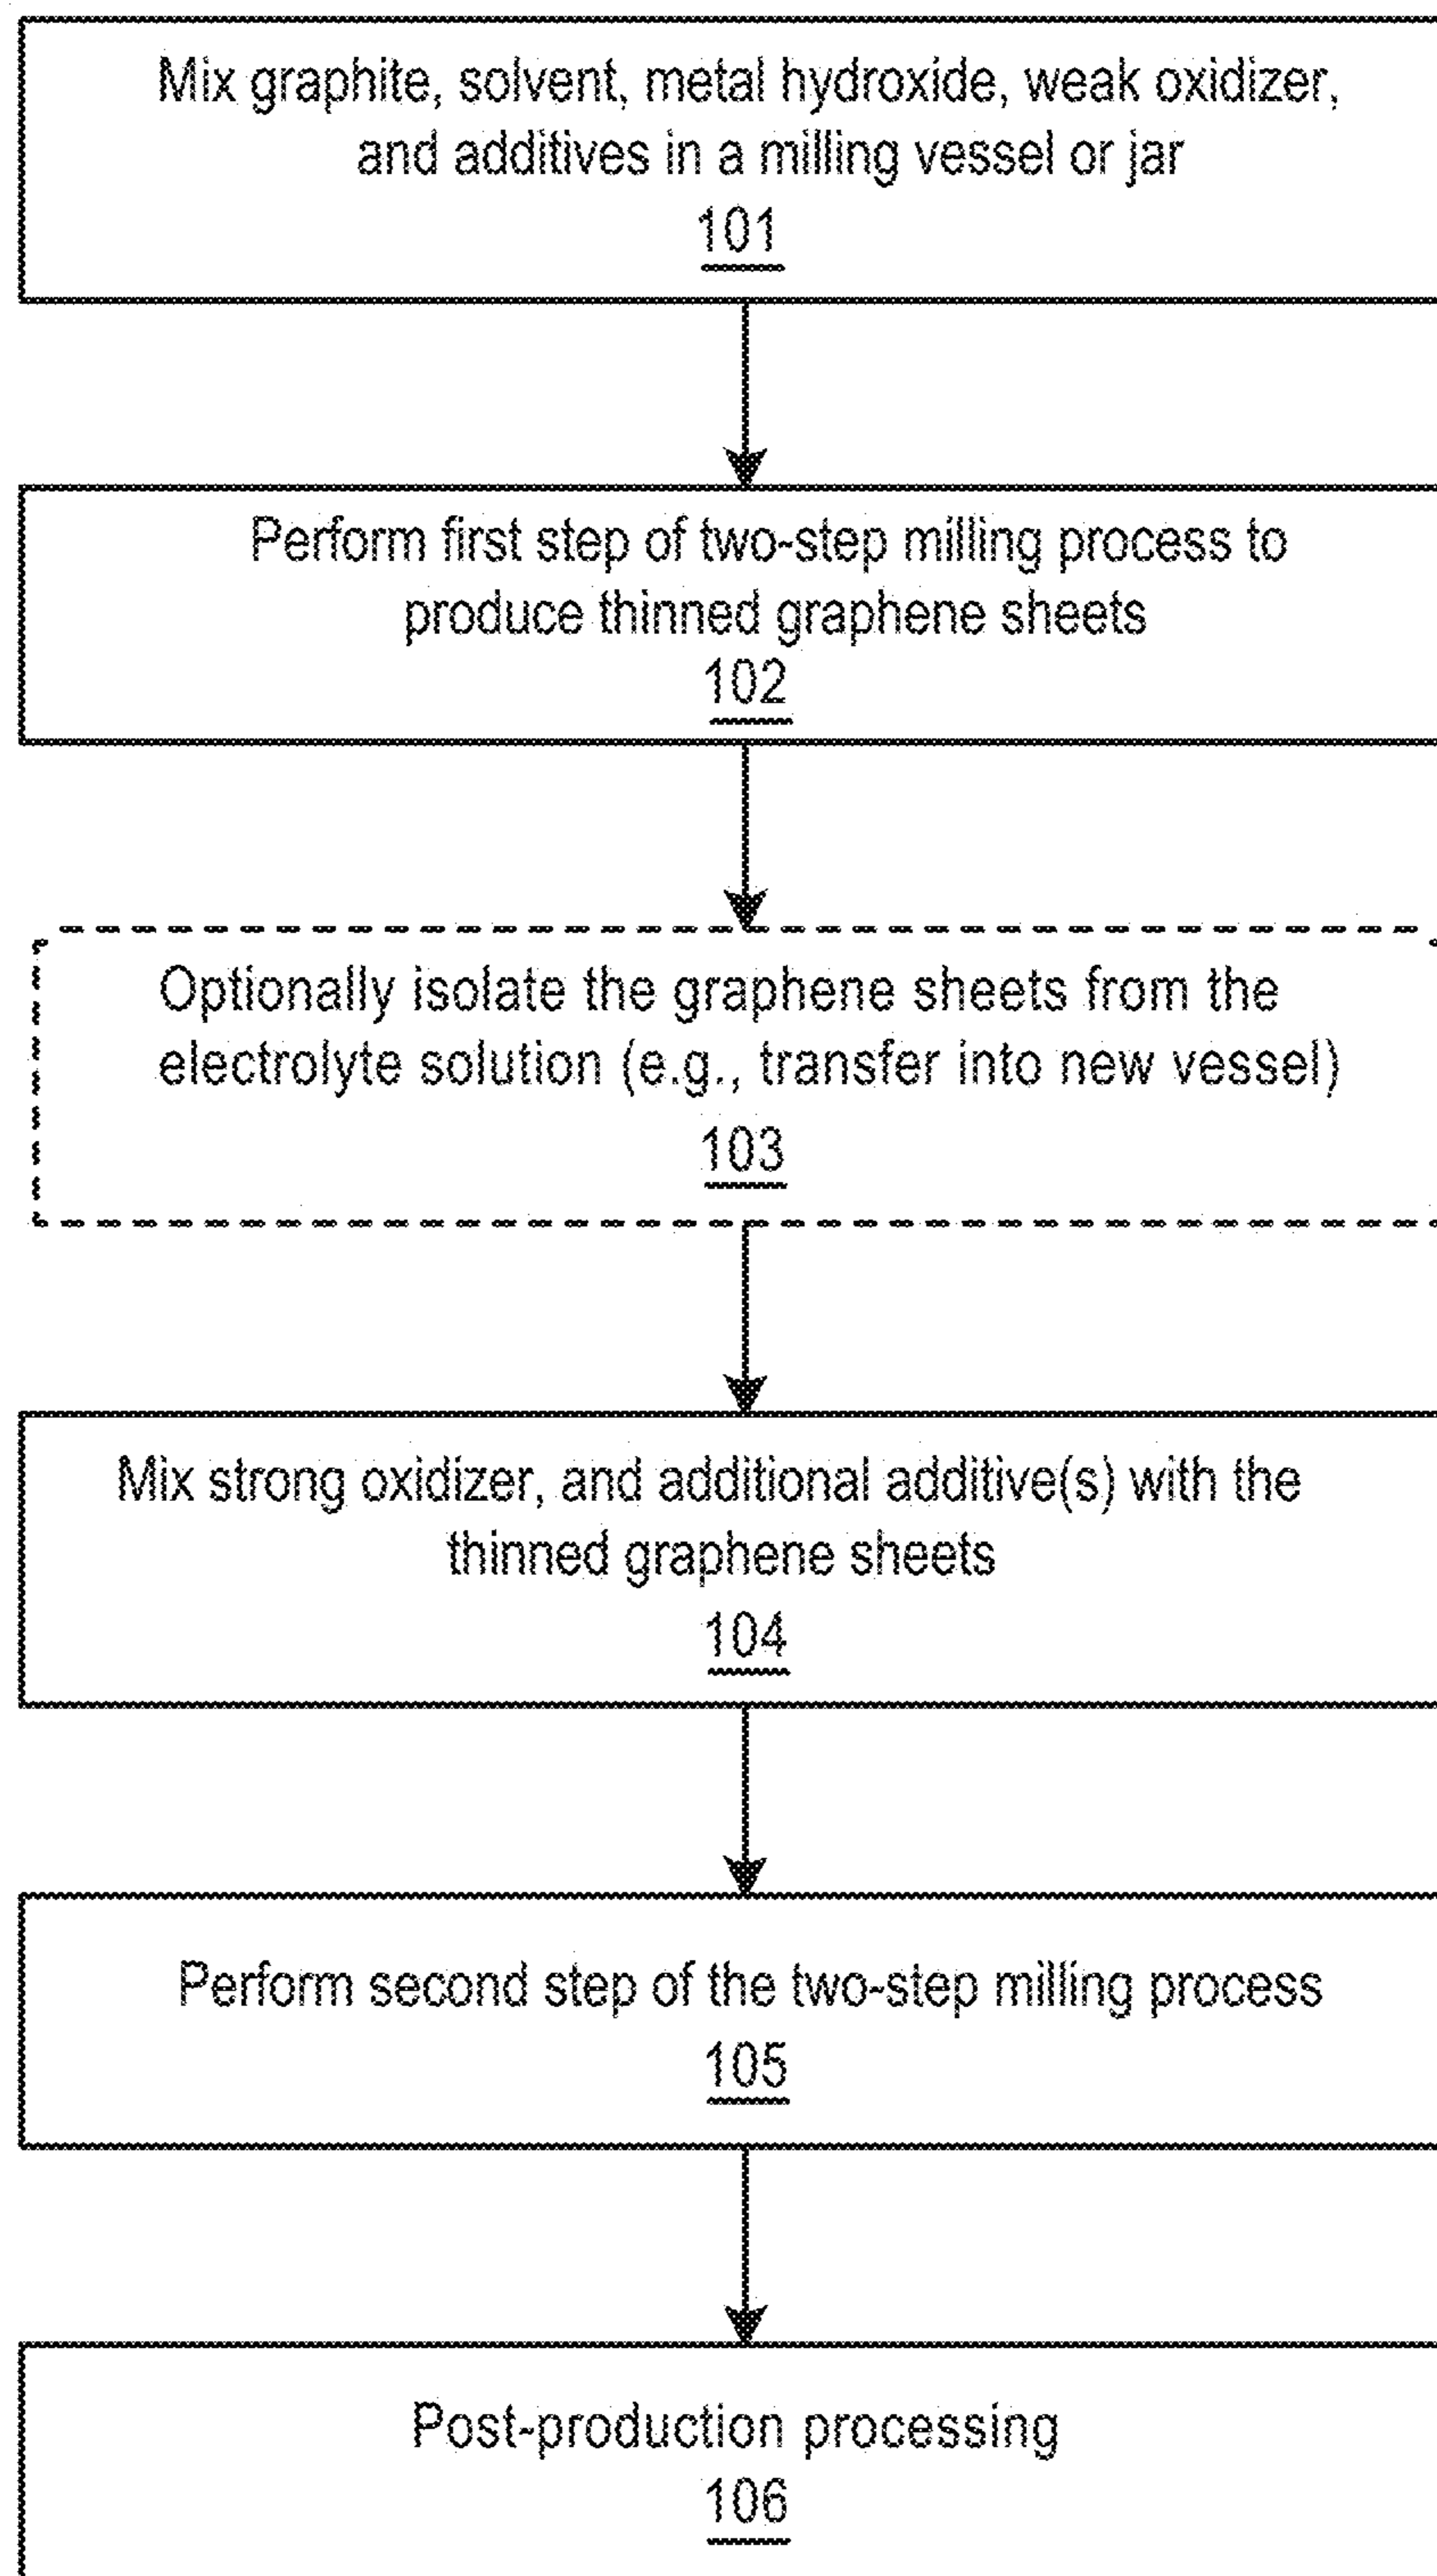 Mix graphite, solvent, metal hydroxide, weak oxidizer,
and additives in a milling vessel or jar
101
Perform first step of two-step milling process to
produce thinned graphene sheets
102
Optionally isolate the graphene sheets from the
electrolyte solution (e.g., transfer into new vessel)
103
Mix strong oxidizer, and additional additive(s) with the
thinned graphene sheets
104
Perform second step of the two-step milling process
105
Post-production processing
106